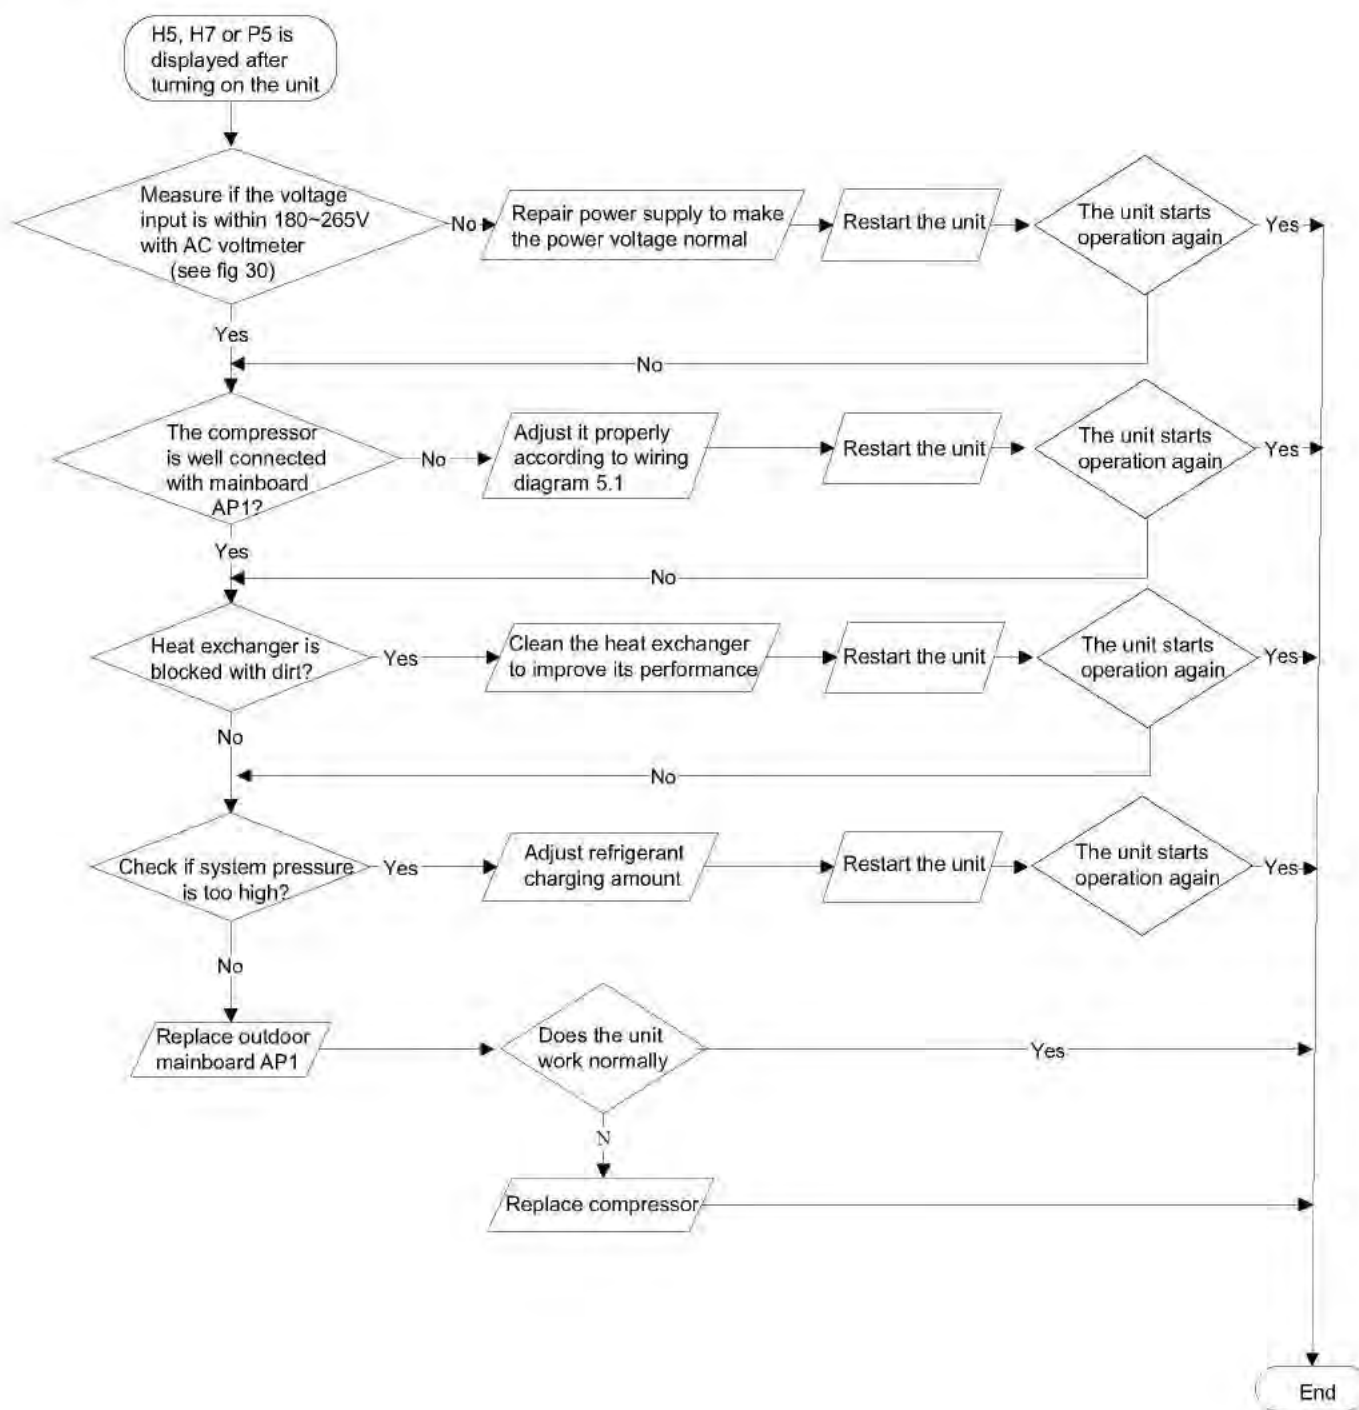 H5, H7 or P5 is
displayed after
turning on the unit
Measure if the voltage
input is within 180~265V
with AC voltmeter
(see fig 30)
No
Repair power supply to make
the power voltage normal
Restart the unit
The unit starts
operation again
Yes
Yes
No
The compressor
is well connected
with mainboard
AP1?
No
Adjust it properly
according to wiring
diagram 5.1
Restart the unit
The unit starts
operation again
Yes
Yes
No
Heat exchanger is
blocked with dirt?
Yes
Clean the heat exchanger
to improve its performance
Restart the unit
The unit starts
operation again
Yes
No
No
Check if system pressure
is too high?
Yes
Adjust refrigerant
charging amount
Restart the unit
The unit starts
operation again
Yes
No
Replace outdoor
mainboard AP1
Does the unit
work normally
Yes
N
Replace compressor
End